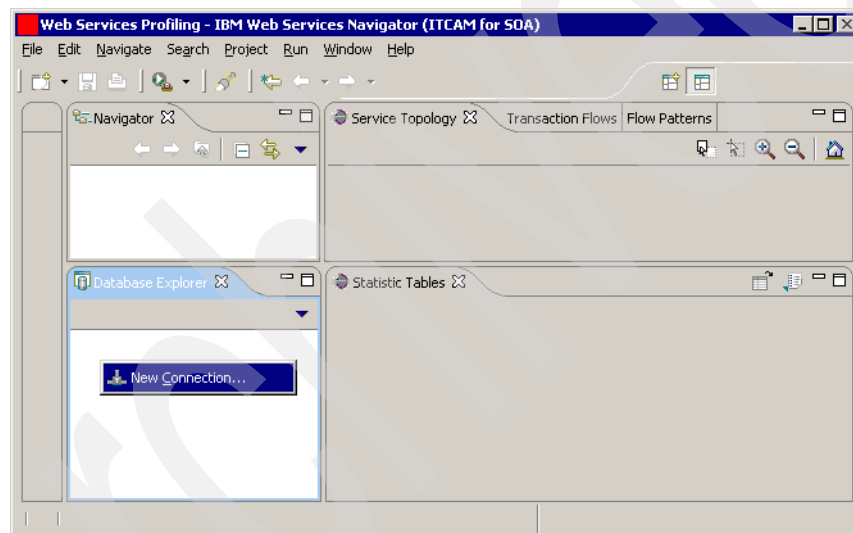 Web Services Profiling - IBM Web Services Navigator (ITCAM for SOA)
File Edit Navigate Search Project Run Window Help
Navigator
Service Topology Transaction Flows Flow Patterns
Database Explorer
Statistic Tables
New Connection...